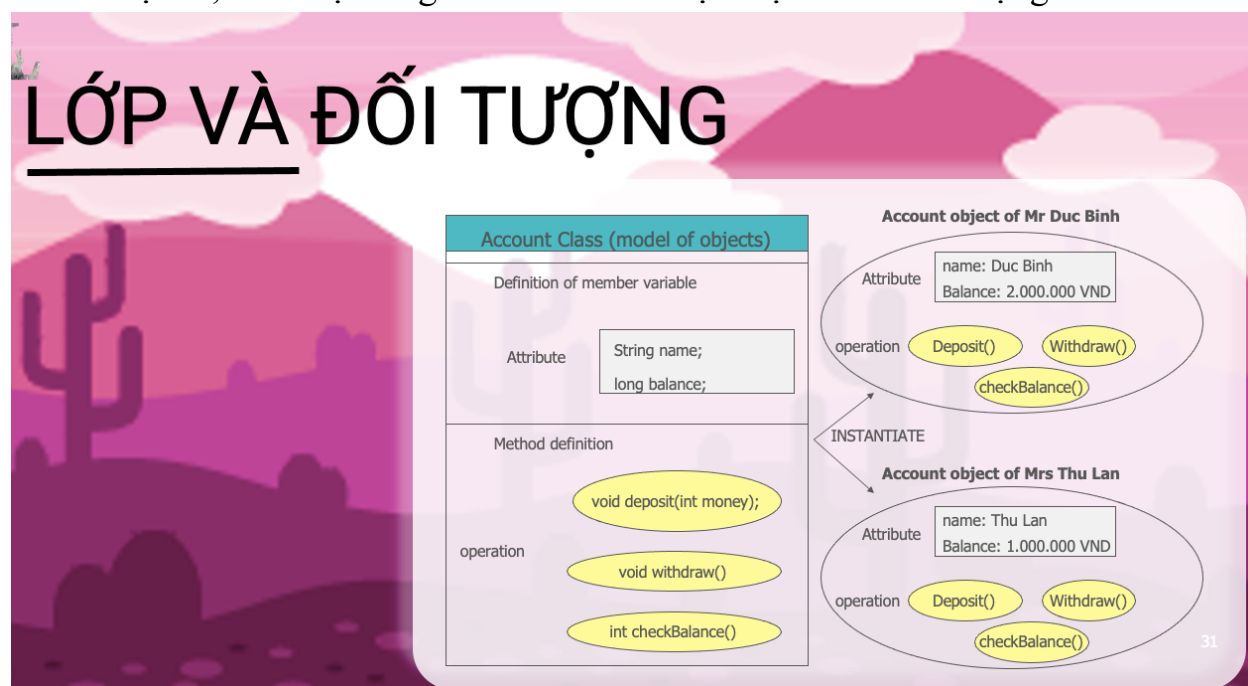 LỚP VÀ ĐỐI TƯỢNG
Account Class (model of objects)
Definition of member variable
Attribute
String name;
long balance;
Method definition
operation
void deposit(int money);
void withdraw()
int checkBalance()
INSTANTIATE
Account object of Mr Duc Binh
Attribute
name: Duc Binh
Balance: 2.000.000 VND
operation
Deposit()
Withdraw()
checkBalance()
Account object of Mrs Thu Lan
Attribute
name: Thu Lan
Balance: 1.000.000 VND
operation
Deposit()
Withdraw()
checkBalance()
31